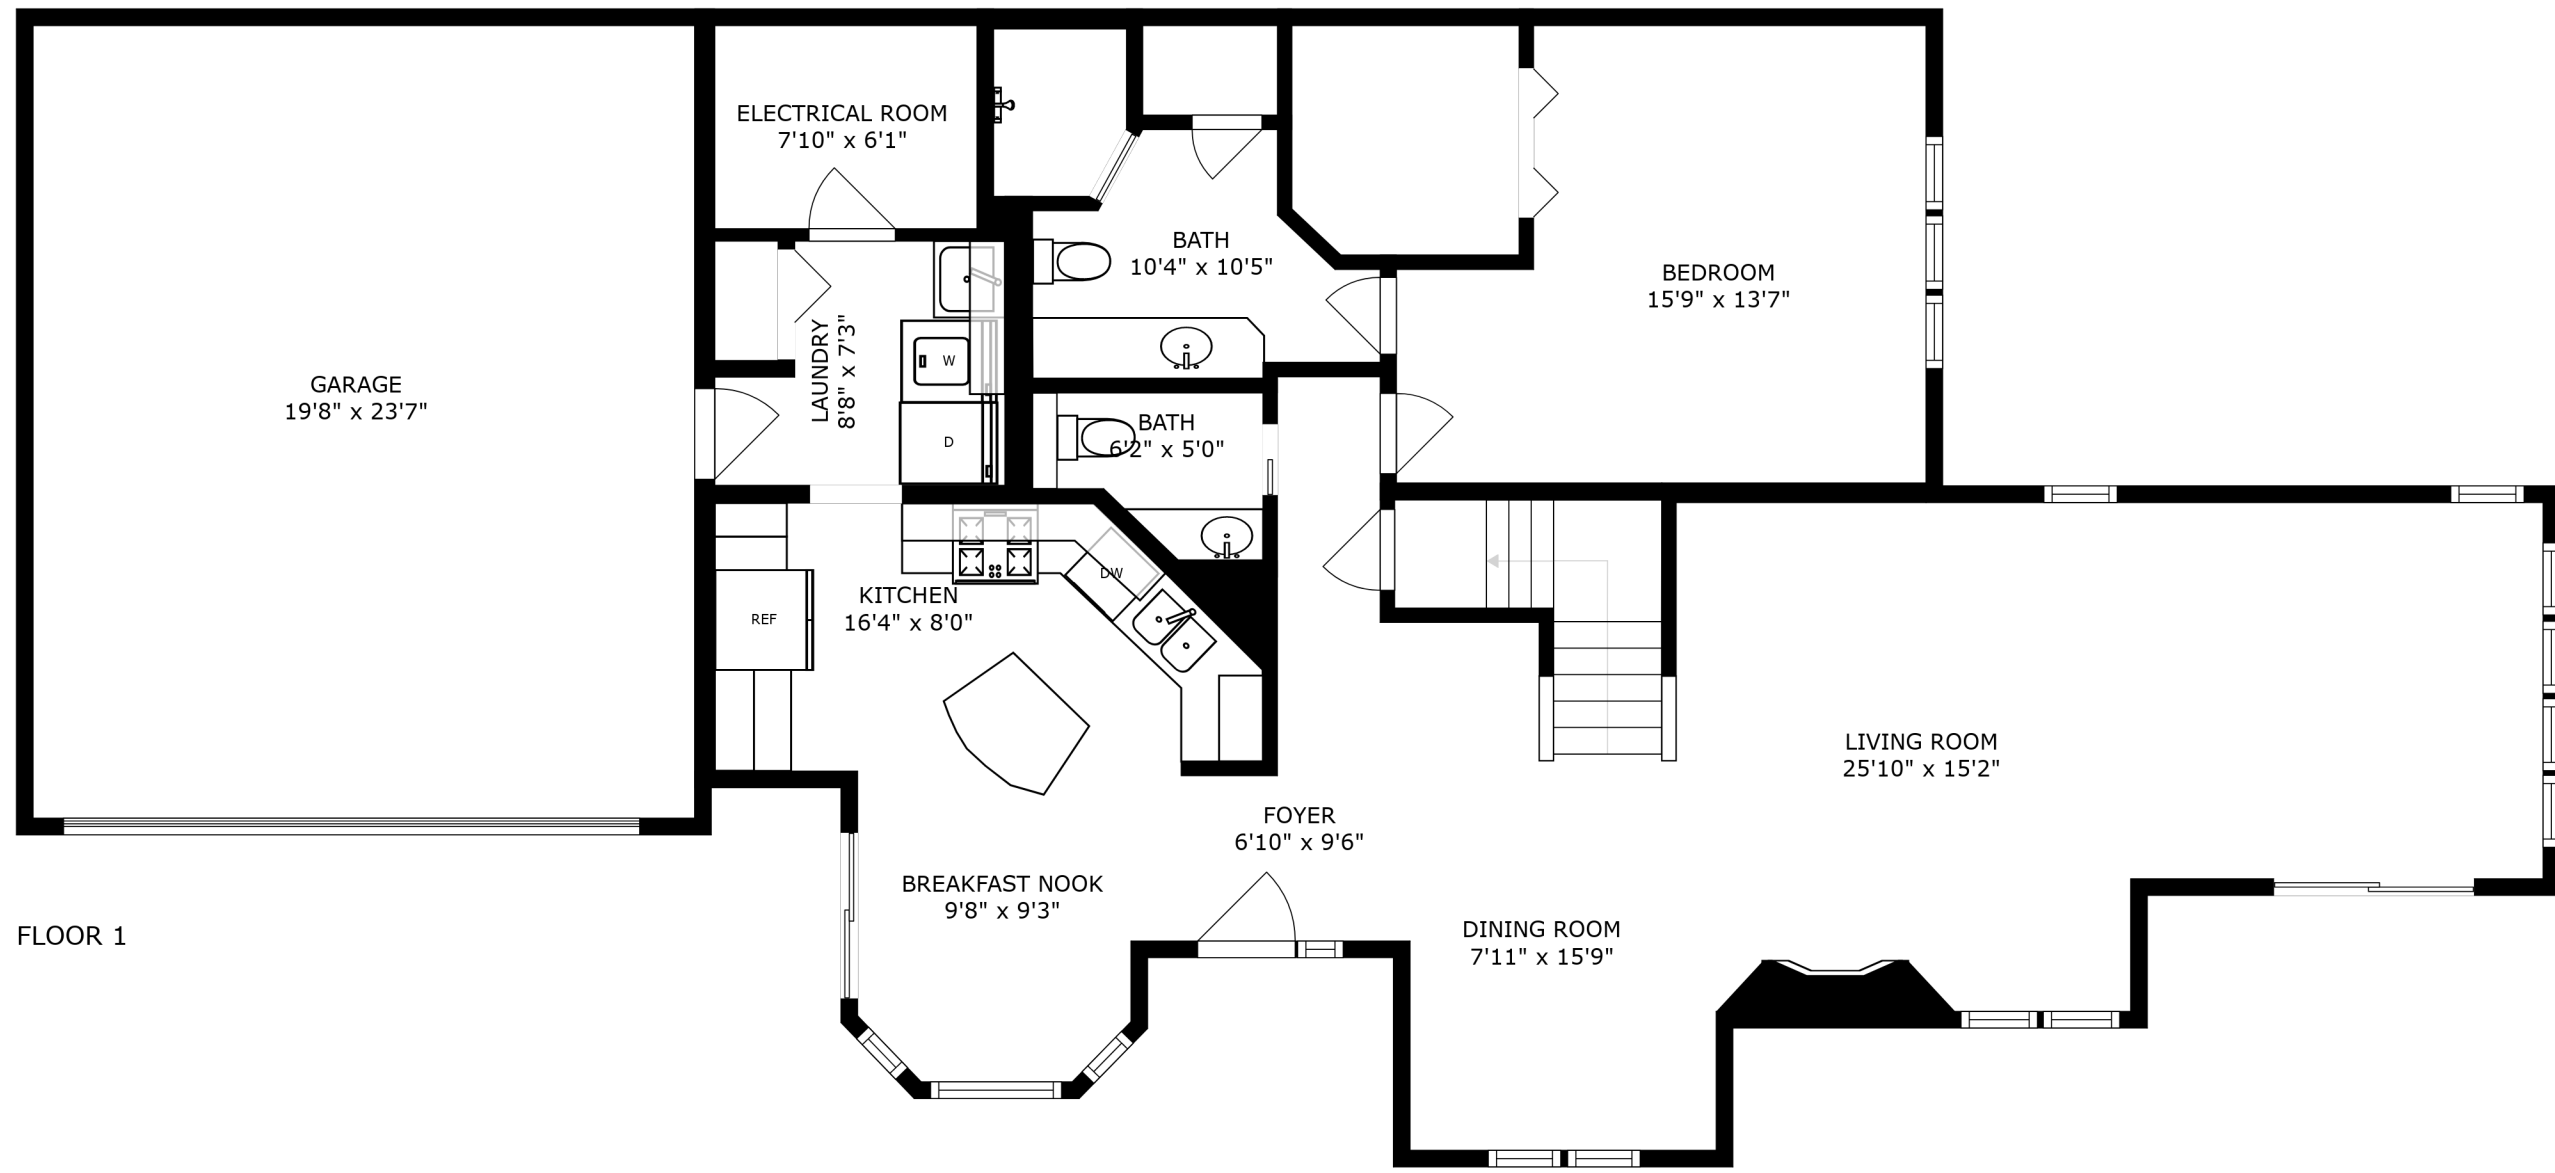 ELECTRICAL ROOM
7'10" x 6'1"
BATH
10'4" x 10'5"
BEDROOM
15'9" x 13'7"
GARAGE
19'8" x 23'7"
LAUNDRY
8'8" x 7'3"
W
D
BATH
6'2" x 5'0"
KITCHEN
16'4" x 8'0"
DW
REF
LIVING ROOM
25'10" x 15'2"
FOYER
6'10" x 9'6"
BREAKFAST NOOK
9'8" x 9'3"
DINING ROOM
7'11" x 15'9"
FLOOR 1